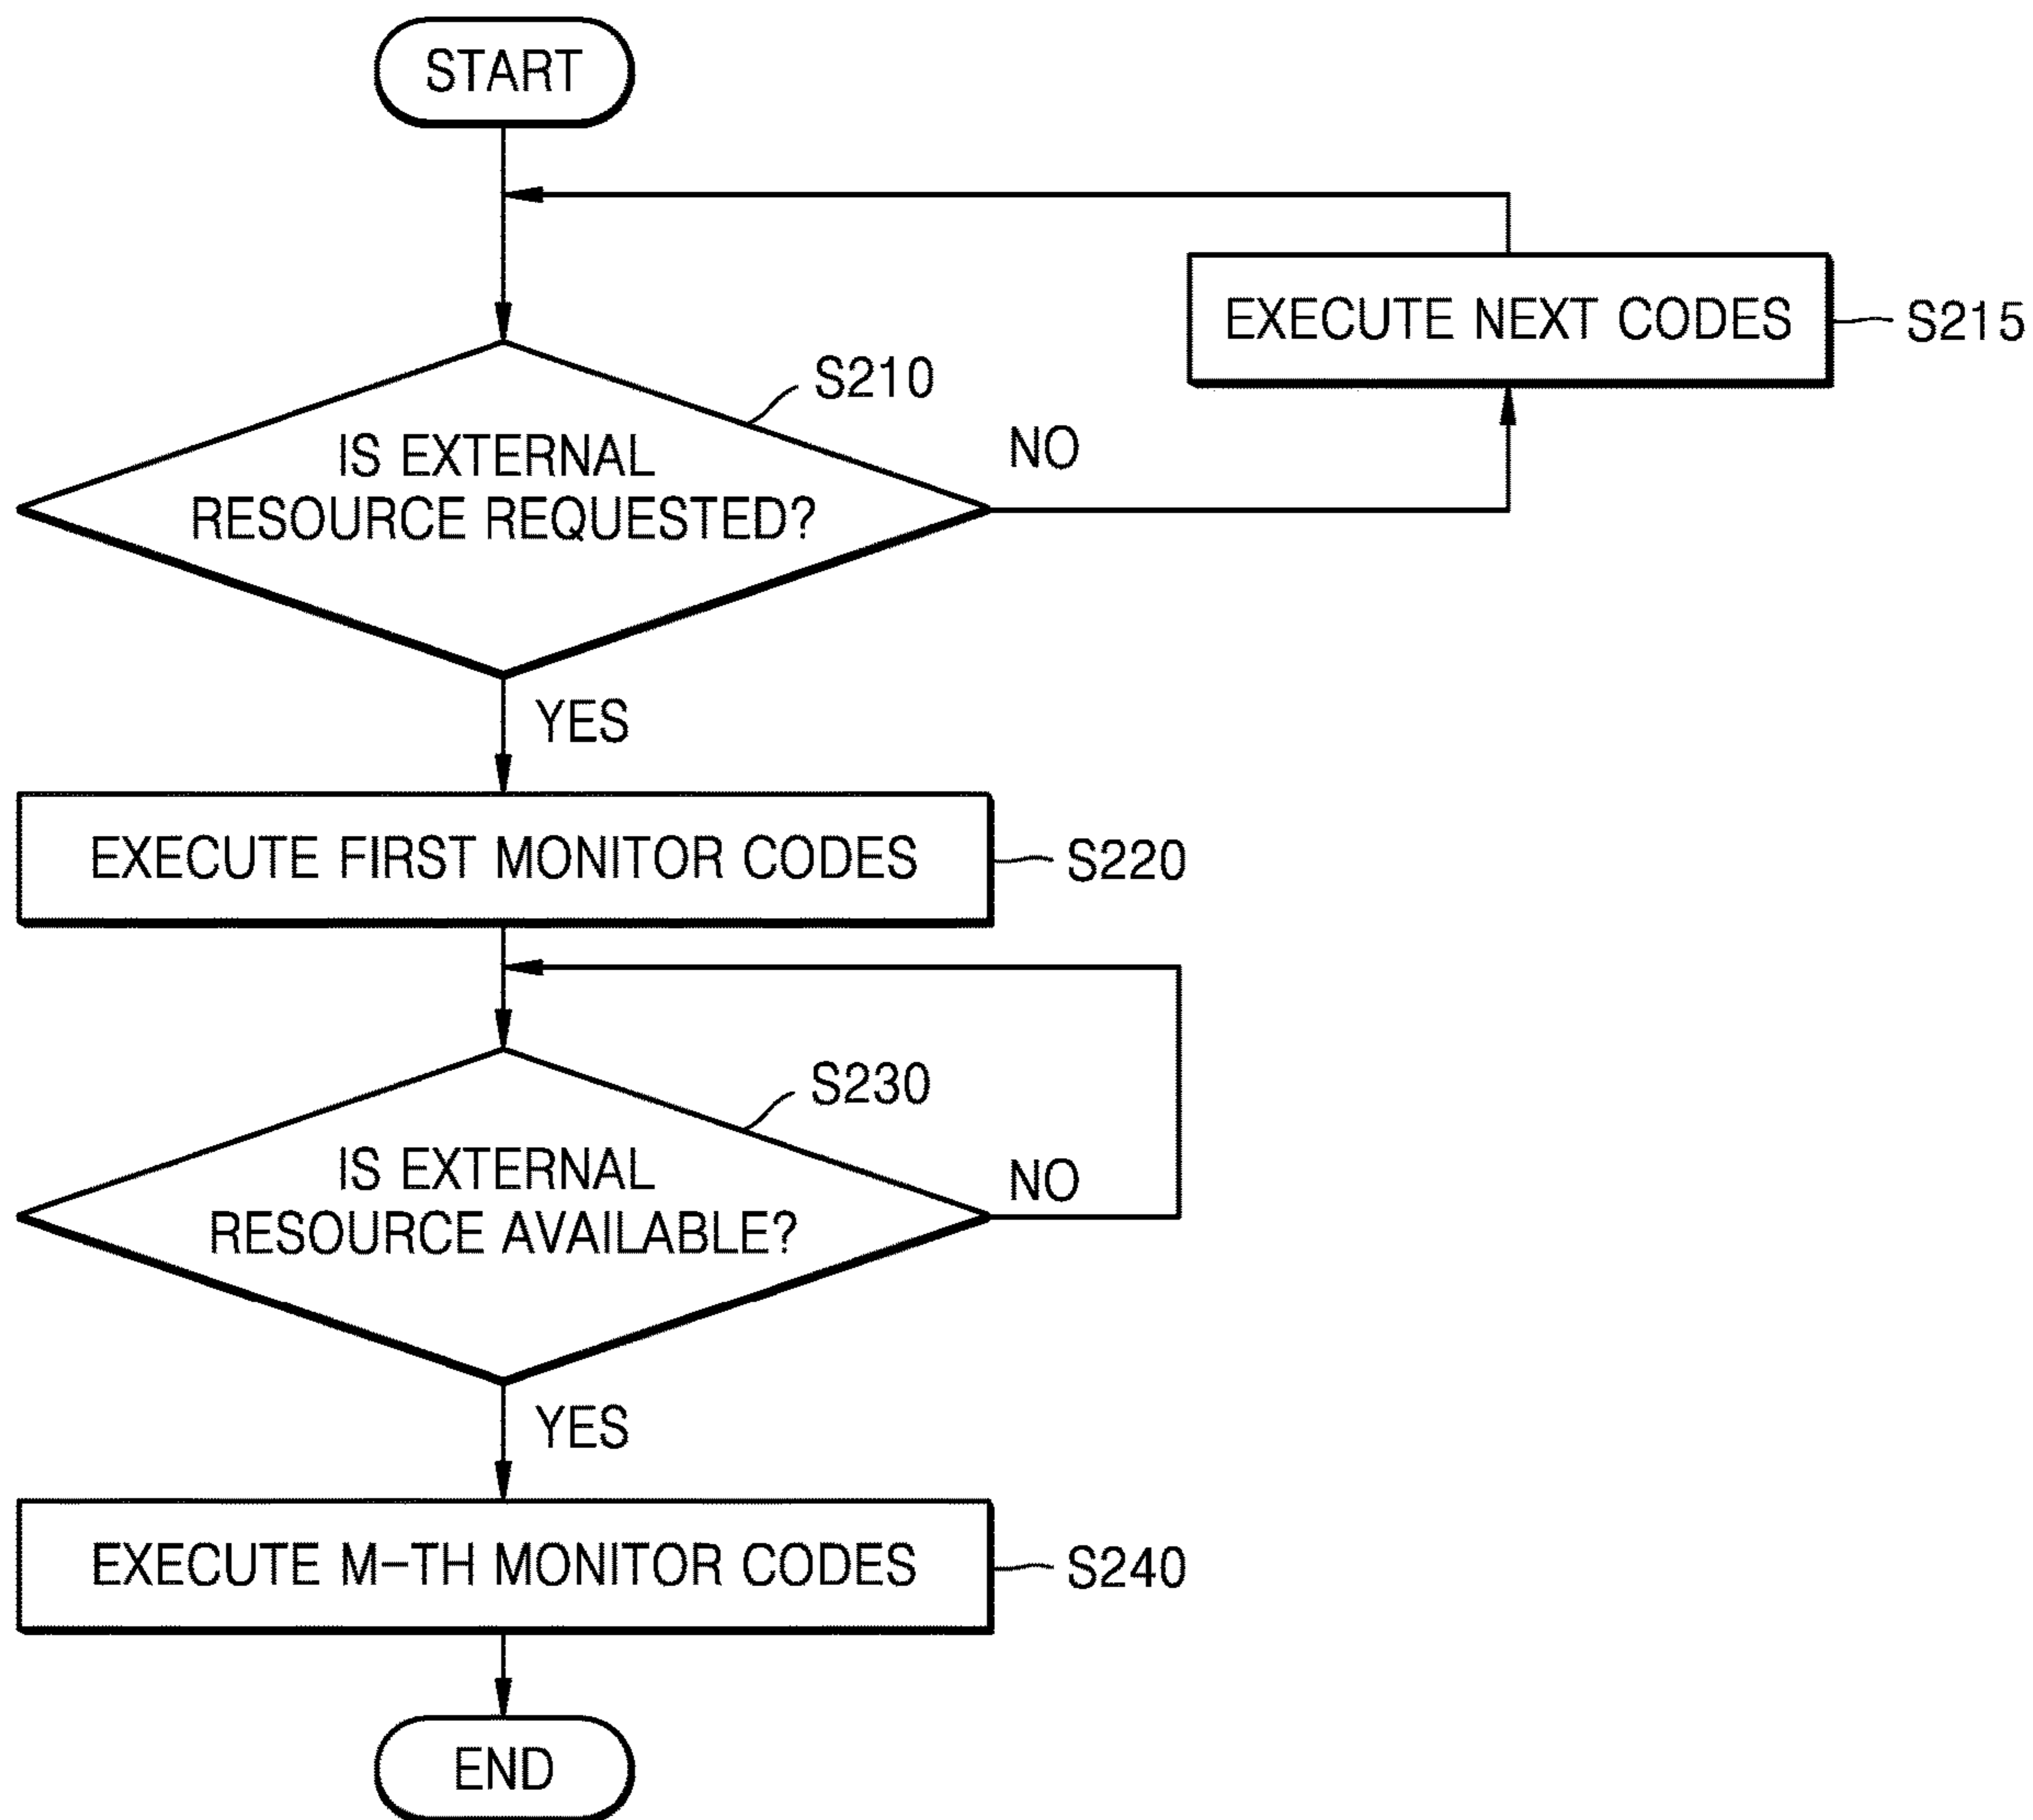 START
EXECUTE NEXT CODES
S215
S210
IS EXTERNAL
RESOURCE REQUESTED?
NO
YES
EXECUTE FIRST MONITOR CODES
S220
S230
IS EXTERNAL
RESOURCE AVAILABLE?
NO
YES
EXECUTE M-TH MONITOR CODES
S240
END